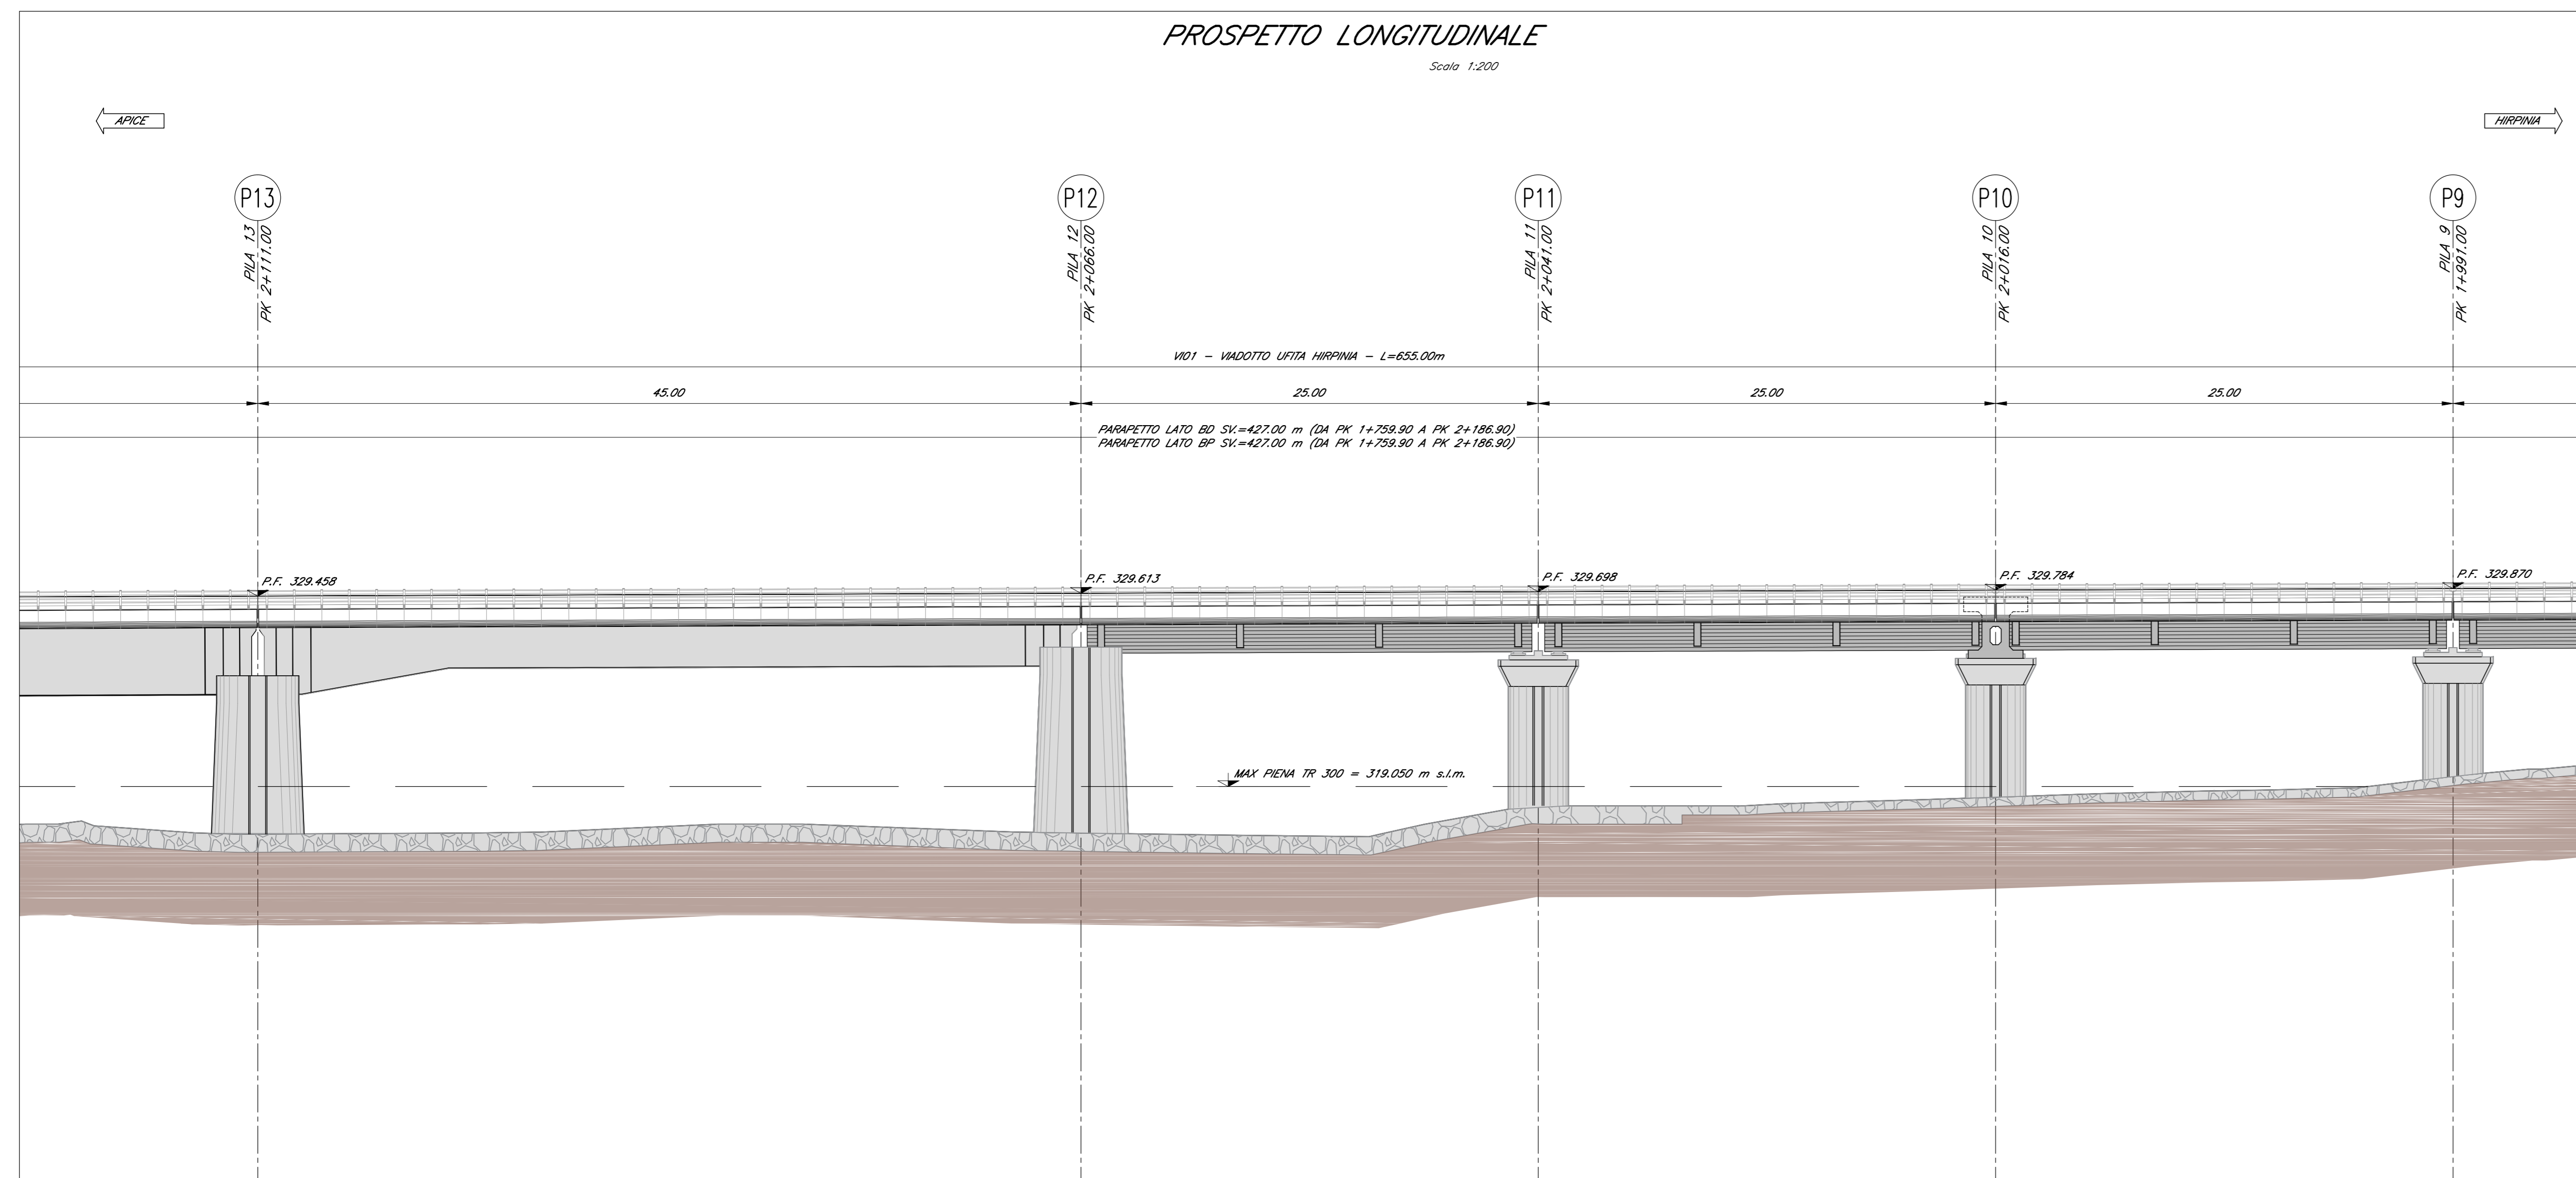 PROSPETTO LONGITUDINALE
Scala 1:200
APICE
HIRPINIA
P13
P12
P11
P10
P9
PILA 13
PK 2+111.00
PILA 12
PK 2+066.00
PILA 11
PK 2+041.00
PILA 10
PK 2+016.00
PILA 9
PK 1+991.00
VI01 - VIADOTTO UFITA HIRPINIA - L=655.00m
45.00
25.00
25.00
25.00
PARAPETTO LATO BD SV.=427.00 m (DA PK 1+759.90 A PK 2+186.90)
PARAPETTO LATO BP SV.=427.00 m (DA PK 1+759.90 A PK 2+186.90)
P.F. 329.458
P.F. 329.613
P.F. 329.698
P.F. 329.784
P.F. 329.870
MAX PIENA TR 300 = 319.050 m s.l.m.